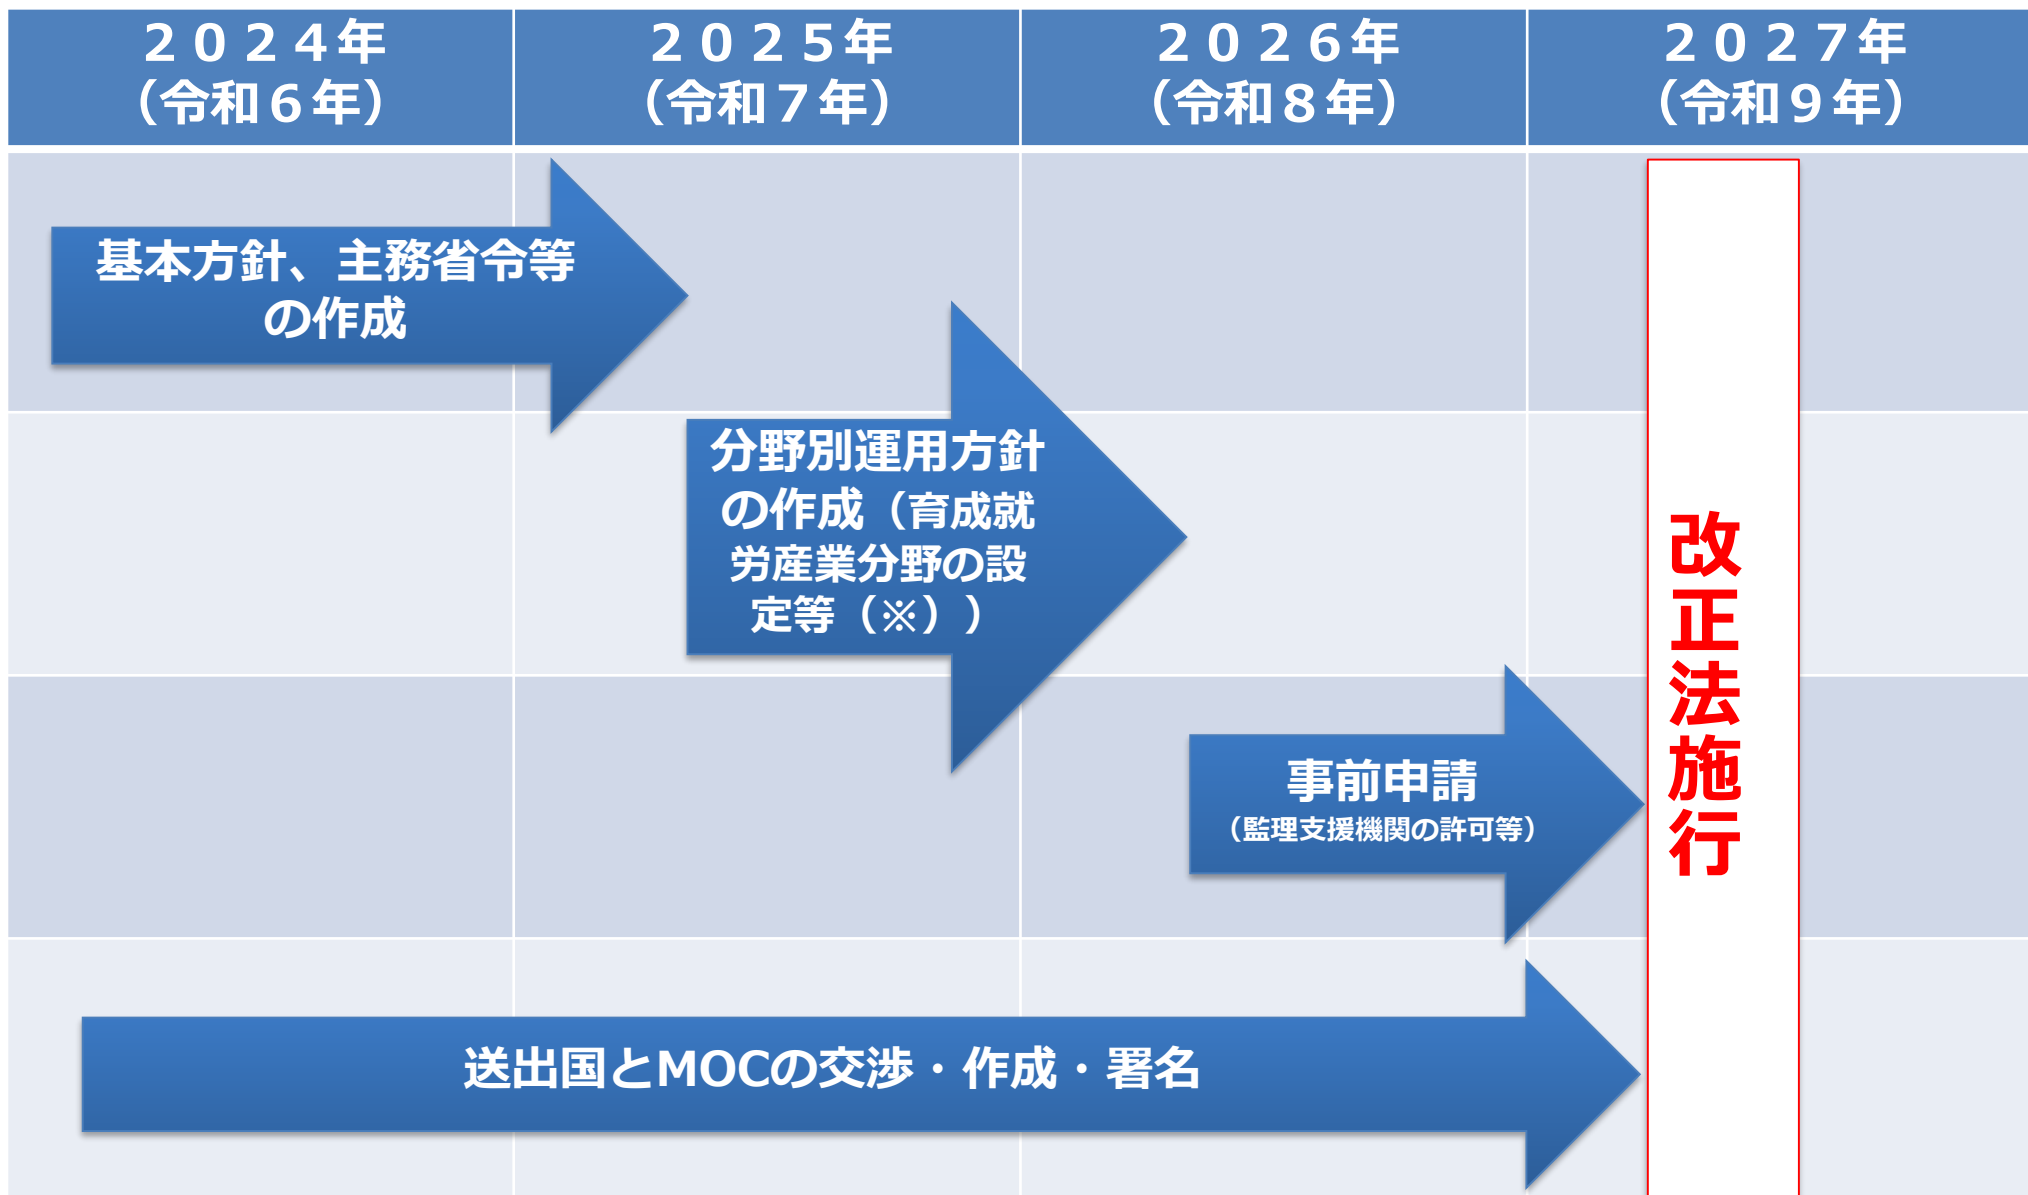 ２０２４年
（令和６年）
２０２５年
（令和７年）
２０２６年
（令和８年）
２０２７年
（令和９年）
基本方針、主務省令等
の作成
分野別運用方針
の作成（育成就
労産業分野の設
定等（※））
事前申請
（監理支援機関の許可等）
送出国とMOCの交渉・作成・署名
改正法施行